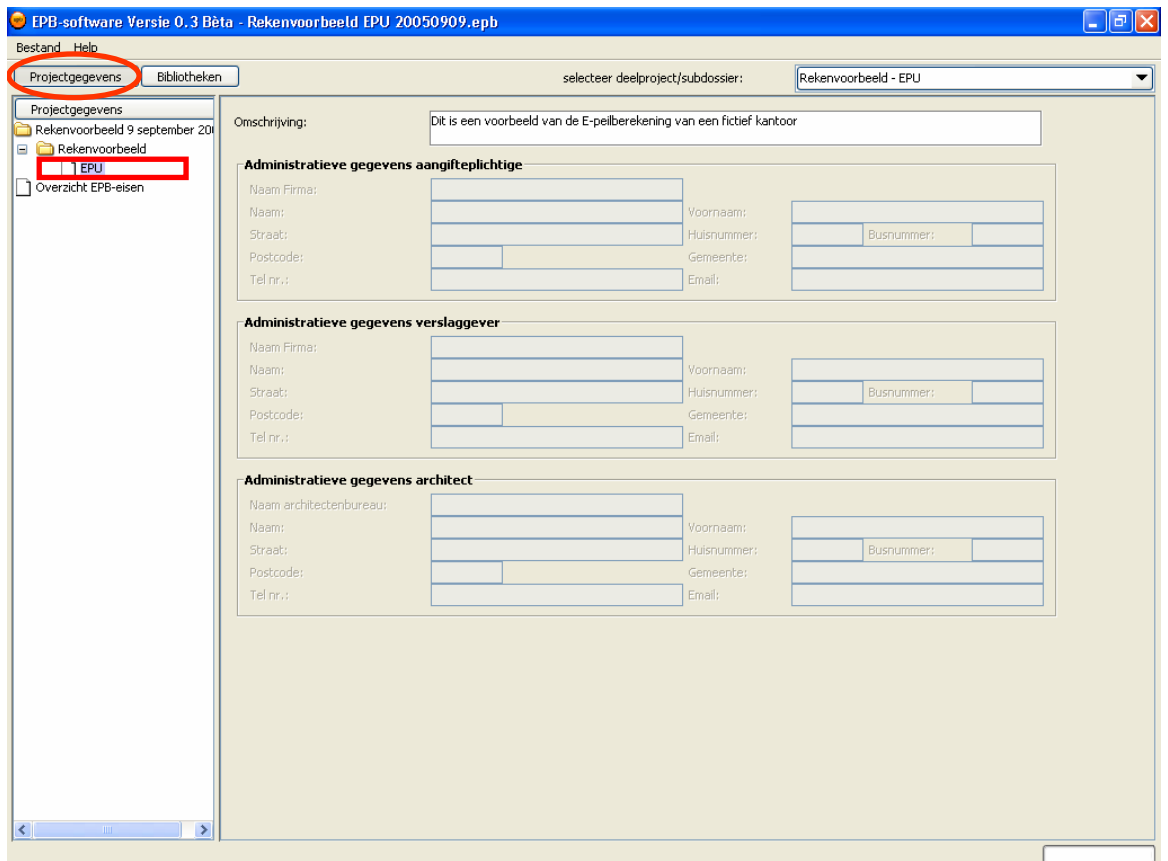 EPB-software Versie 0.3 Bèta - Rekenvoorbeeld EPU 20050909.epb
Bestand Help
Projectgegevens Bibliotheken selecteer deelproject/subdossier: Rekenvoorbeeld - EPU
Projectgegevens
Rekenvoorbeeld 9 september 20
Rekenvoorbeeld
EPU
Overzicht EPB-eisen
Omschrijving: Dit is een voorbeeld van de E-peilberekening van een fictief kantoor
Administratieve gegevens aangifteplichtige
Naam Firma:
Naam: Voornaam:
Straat: Huisnummer: Busnummer:
Postcode: Gemeente:
Tel nr.: Email:
Administratieve gegevens verslaggever
Naam Firma:
Naam: Voornaam:
Straat: Huisnummer: Busnummer:
Postcode: Gemeente:
Tel nr.: Email:
Administratieve gegevens architect
Naam architectenbureau:
Naam: Voornaam:
Straat: Huisnummer: Busnummer:
Postcode: Gemeente:
Tel nr.: Email: